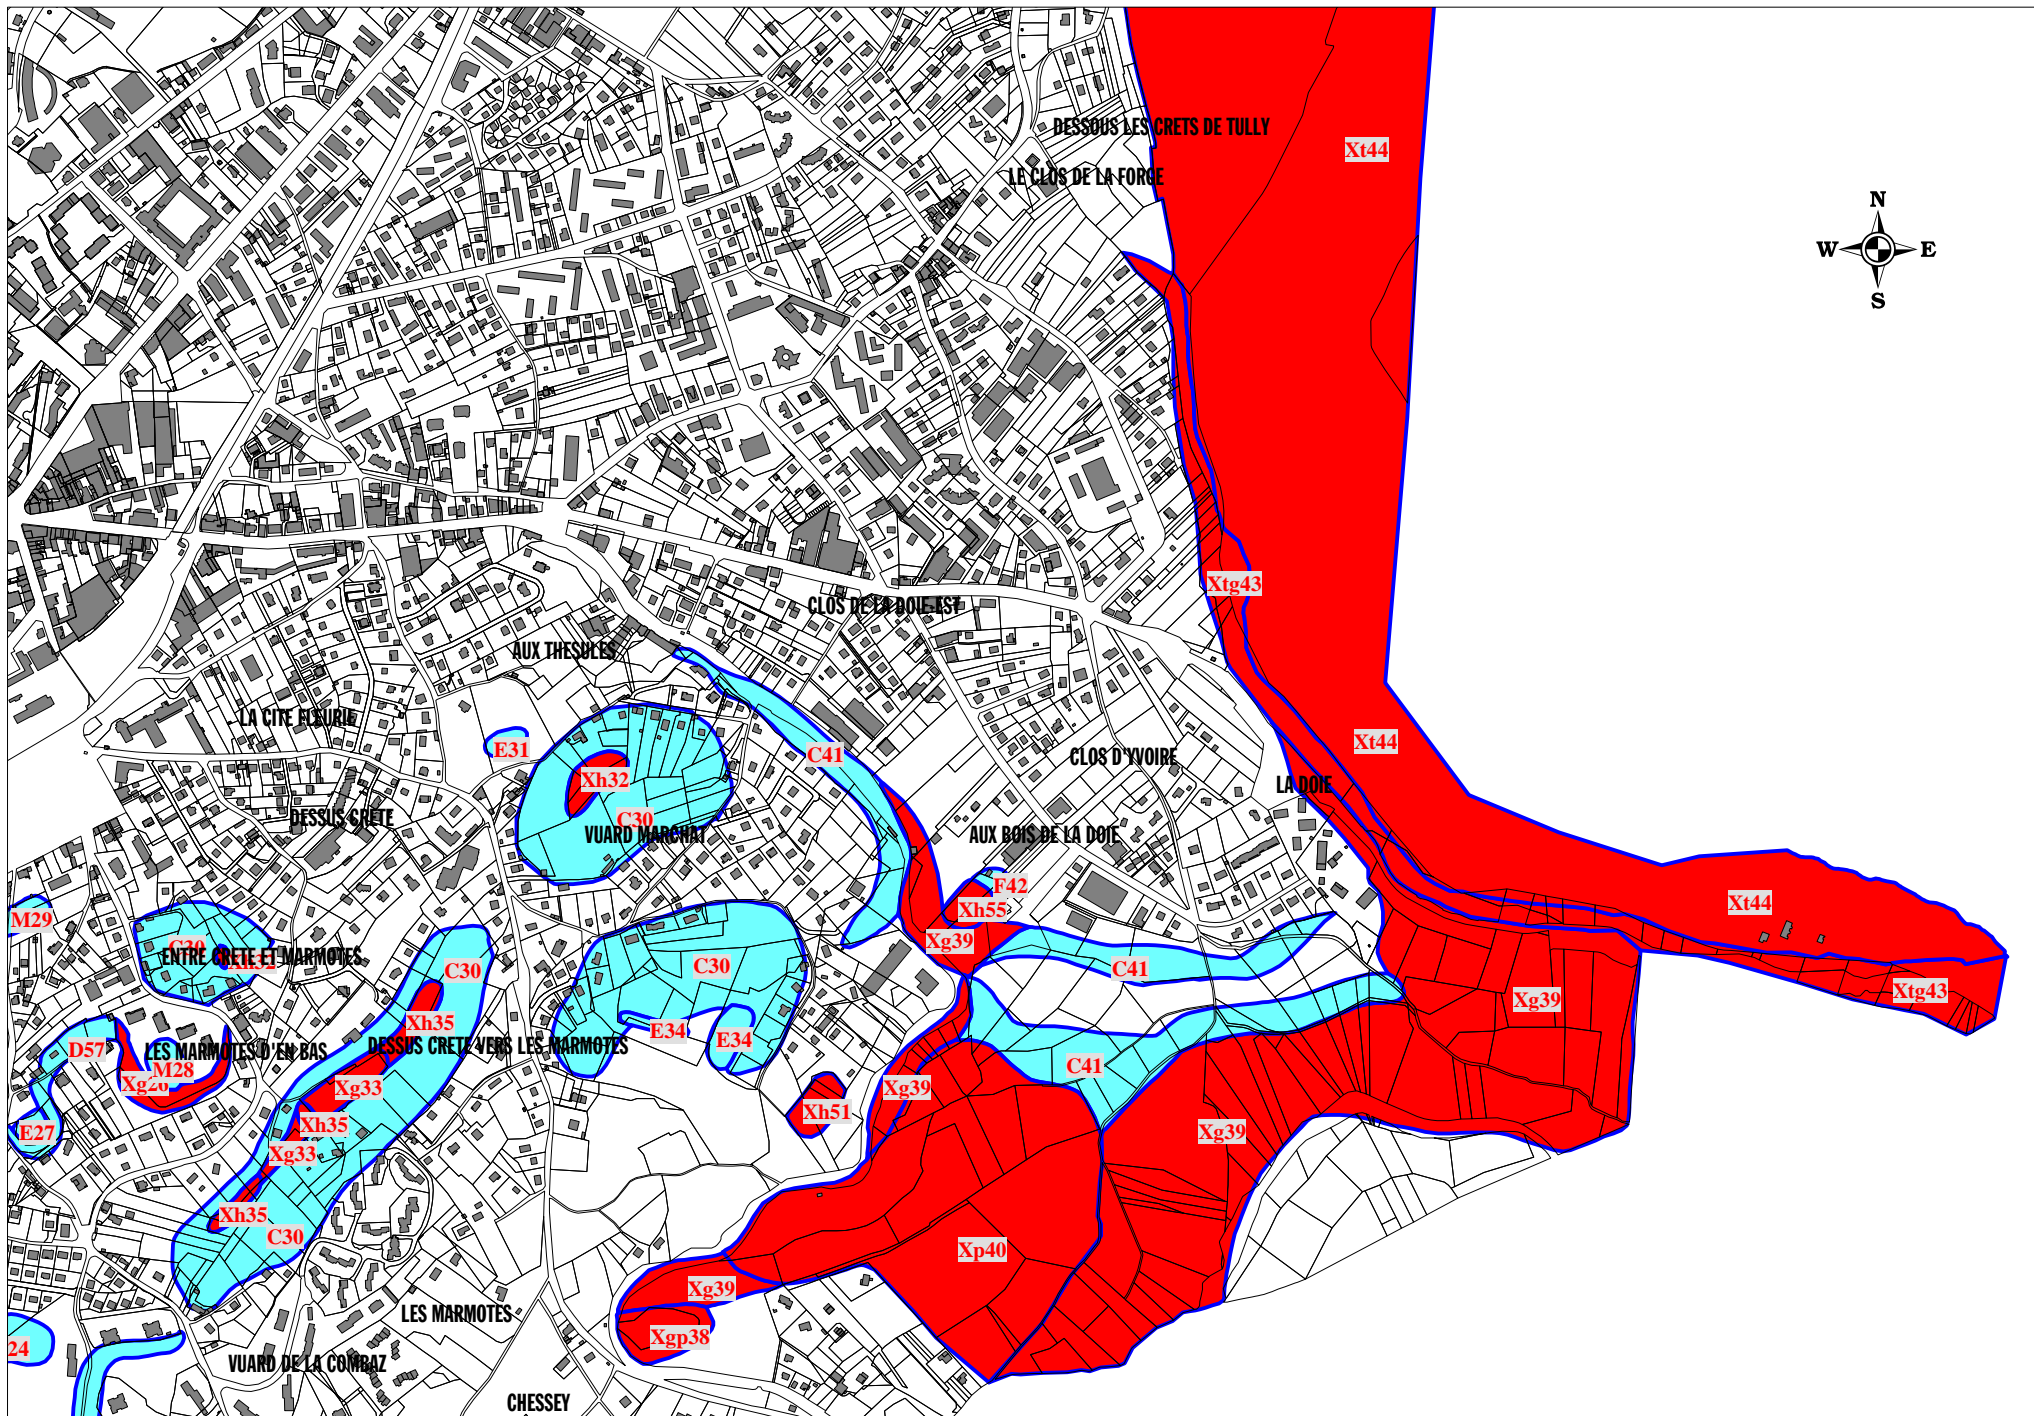 DESSOUS LES CRETS DE TULLY
Xt44
LE CLOS DE LA FORGE
N
W E
S
Xtg43
CLOS DE LA DOIE-EST
AUX THESULES
LA CITE FLEURIE
E31
C41
Xt44
CLOS D'YVOIRE
Xh32
LA DOIE
DESSUS CRETE
C30
VUARD MARCHAT
AUX BOIS DE LA DOIE
F42
Xt44
Xh55
M29
C30
Xg39
ENTRE CRETE ET MARMOTES
Xh32
C30
C30
C41
Xtg43
Xg39
Xh35
E34
E34
D57
LES MARMOTES D'EN BAS
DESSUS CRETE VERS LES MARMOTES
M28
Xg26
Xg33
C41
Xg39
Xh51
Xh35
E27
Xg39
Xg33
Xh35
C30
Xp40
Xg39
LES MARMOTES
Xgp38
24
VUARD DE LA COMBAZ
CHESSEY